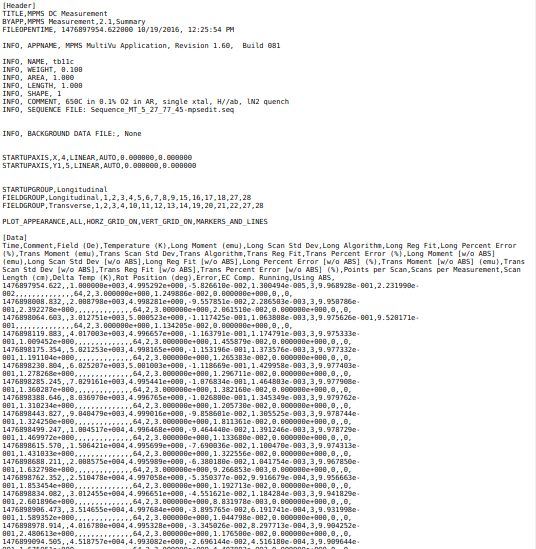 [Header]
TITLE,MPMS DC Measurement
BYAPP,MPMS Measurement,2.1,Summary
FILEOPENTIME, 1476897954.622000 10/19/2016, 12:25:54 PM
INFO, APPNAME, MPMS MultiVu Application, Revision 1.60,  Build 081
INFO, NAME, tb11c
INFO, WEIGHT, 0.100
INFO, AREA, 1.000
INFO, LENGTH, 1.000
INFO, SHAPE, 1
INFO, COMMENT, 650C in 0.1% O2 in AR, single xtal, H//ab, lN2 quench
INFO, SEQUENCE FILE: Sequence_MT_5_27_77_45-mpsedit.seq
INFO, BACKGROUND DATA FILE:, None
STARTUPAXIS,X,4,LINEAR,AUTO,0.000000,0.000000
STARTUPAXIS,Y1,5,LINEAR,AUTO,0.000000,0.000000
STARTUPGROUP,Longitudinal
FIELDGROUP,Longitudinal,1,2,3,4,5,6,7,8,9,15,16,17,18,27,28
FIELDGROUP,Transverse,1,2,3,4,10,11,12,13,14,19,20,21,22,27,28
PLOT_APPEARANCE,ALL,HORZ_GRID_ON,VERT_GRID_ON,MARKERS_AND_LINES
[Data]
Time,Comment,Field (Oe),Temperature (K),Long Moment (emu),Long Scan Std Dev,Long Algorithm,Long Reg Fit,Long Percent Error
(%),Trans Moment (emu),Trans Scan Std Dev,Trans Algorithm,Trans Reg Fit,Trans Percent Error (%),Long Moment [w/o ABS]
(emu),Long Scan Std Dev [w/o ABS],Long Reg Fit [w/o ABS],Long Percent Error [w/o ABS] (%),Trans Moment [w/o ABS] (emu),Trans
Scan Std Dev [w/o ABS],Trans Reg Fit [w/o ABS],Trans Percent Error [w/o ABS] (%),Points per Scan,Scans per Measurement,Scan
Length (cm),Delta Temp (K),Rot Position (deg),Error,EC Comp. Running,Using ABS,
1476897954.622,,1.000000e+003,4.995292e+000,-5.826610e-002,1.300494e-005,3,9.968928e-001,2.231990e-
002,,,,,,,,,,,,,,64,2,3.000000e+000,1.249886e-002,0.000000e+000,0,,0,
1476898008.832,,2.008798e+003,4.998281e+000,-9.557851e-002,2.286503e-003,3,9.950786e-
001,2.392278e+000,,,,,,,,,,,,,,64,2,3.000000e+000,2.061510e-002,0.000000e+000,0,,0,
1476898064.603,,3.012751e+003,5.000523e+000,-1.117425e-001,1.063808e-003,3,9.975626e-001,9.520171e-
001,,,,,,,,,,,,,,64,2,3.000000e+000,1.134205e-002,0.000000e+000,0,,0,
1476898119.883,,4.017003e+003,4.996657e+000,-1.163791e-001,1.174791e-003,3,9.975333e-
001,1.009452e+000,,,,,,,,,,,,,,64,2,3.000000e+000,1.455879e-002,0.000000e+000,0,,0,
1476898175.354,,5.021253e+003,4.998165e+000,-1.153196e-001,1.373576e-003,3,9.977332e-
001,1.191104e+000,,,,,,,,,,,,,,64,2,3.000000e+000,1.265383e-002,0.000000e+000,0,,0,
1476898230.804,,6.025207e+003,5.001003e+000,-1.118669e-001,1.429958e-003,3,9.977403e-
001,1.278268e+000,,,,,,,,,,,,,,64,2,3.000000e+000,1.296711e-002,0.000000e+000,0,,0,
1476898285.245,,7.029161e+003,4.995441e+000,-1.076834e-001,1.464803e-003,3,9.977908e-
001,1.360287e+000,,,,,,,,,,,,,,64,2,3.000000e+000,1.382160e-002,0.000000e+000,0,,0,
1476898388.646,,8.036970e+003,4.996765e+000,-1.026800e-001,1.345349e-003,3,9.979762e-
001,1.310234e+000,,,,,,,,,,,,,,64,2,3.000000e+000,1.205730e-002,0.000000e+000,0,,0,
1476898443.827,,9.040479e+003,4.999016e+000,-9.858601e-002,1.305525e-003,3,9.978744e-
001,1.324250e+000,,,,,,,,,,,,,,64,2,3.000000e+000,1.811361e-002,0.000000e+000,0,,0,
1476898499.247,,1.004517e+004,4.996468e+000,-9.464440e-002,1.391246e-003,3,9.978729e-
001,1.469972e+000,,,,,,,,,,,,,,64,2,3.000000e+000,1.133680e-002,0.000000e+000,0,,0,
1476898615.570,,1.506421e+004,4.995699e+000,-7.690036e-002,1.100470e-003,3,9.974313e-
001,1.431033e+000,,,,,,,,,,,,,,64,2,3.000000e+000,1.322556e-002,0.000000e+000,0,,0,
1476898688.211,,2.008575e+004,4.995989e+000,-6.380180e-002,1.041754e-003,3,9.967850e-
001,1.632798e+000,,,,,,,,,,,,,,64,2,3.000000e+000,9.266853e-003,0.000000e+000,0,,0,
1476898762.352,,2.510478e+004,4.997058e+000,-5.350377e-002,9.916679e-004,3,9.956663e-
001,1.853454e+000,,,,,,,,,,,,,,64,2,3.000000e+000,1.192713e-002,0.000000e+000,0,,0,
1476898834.082,,3.012455e+004,4.996651e+000,-4.551621e-002,1.184284e-003,3,9.941829e-
001,2.601896e+000,,,,,,,,,,,,,,64,2,3.000000e+000,8.831978e-003,0.000000e+000,0,,0,
1476898906.473,,3.514655e+004,4.997684e+000,-3.895765e-002,6.191741e-004,3,9.931998e-
001,1.589352e+000,,,,,,,,,,,,,,64,2,3.000000e+000,1.044798e-002,0.000000e+000,0,,0,
1476898978.914,,4.016780e+004,4.995328e+000,-3.345026e-002,8.297713e-004,3,9.904252e-
001,2.480613e+000,,,,,,,,,,,,,,64,2,3.000000e+000,1.176500e-002,0.000000e+000,0,,0,
1476899094.505,,4.518757e+004,4.993082e+000,-2.696144e-002,4.516180e-004,3,9.909644e-